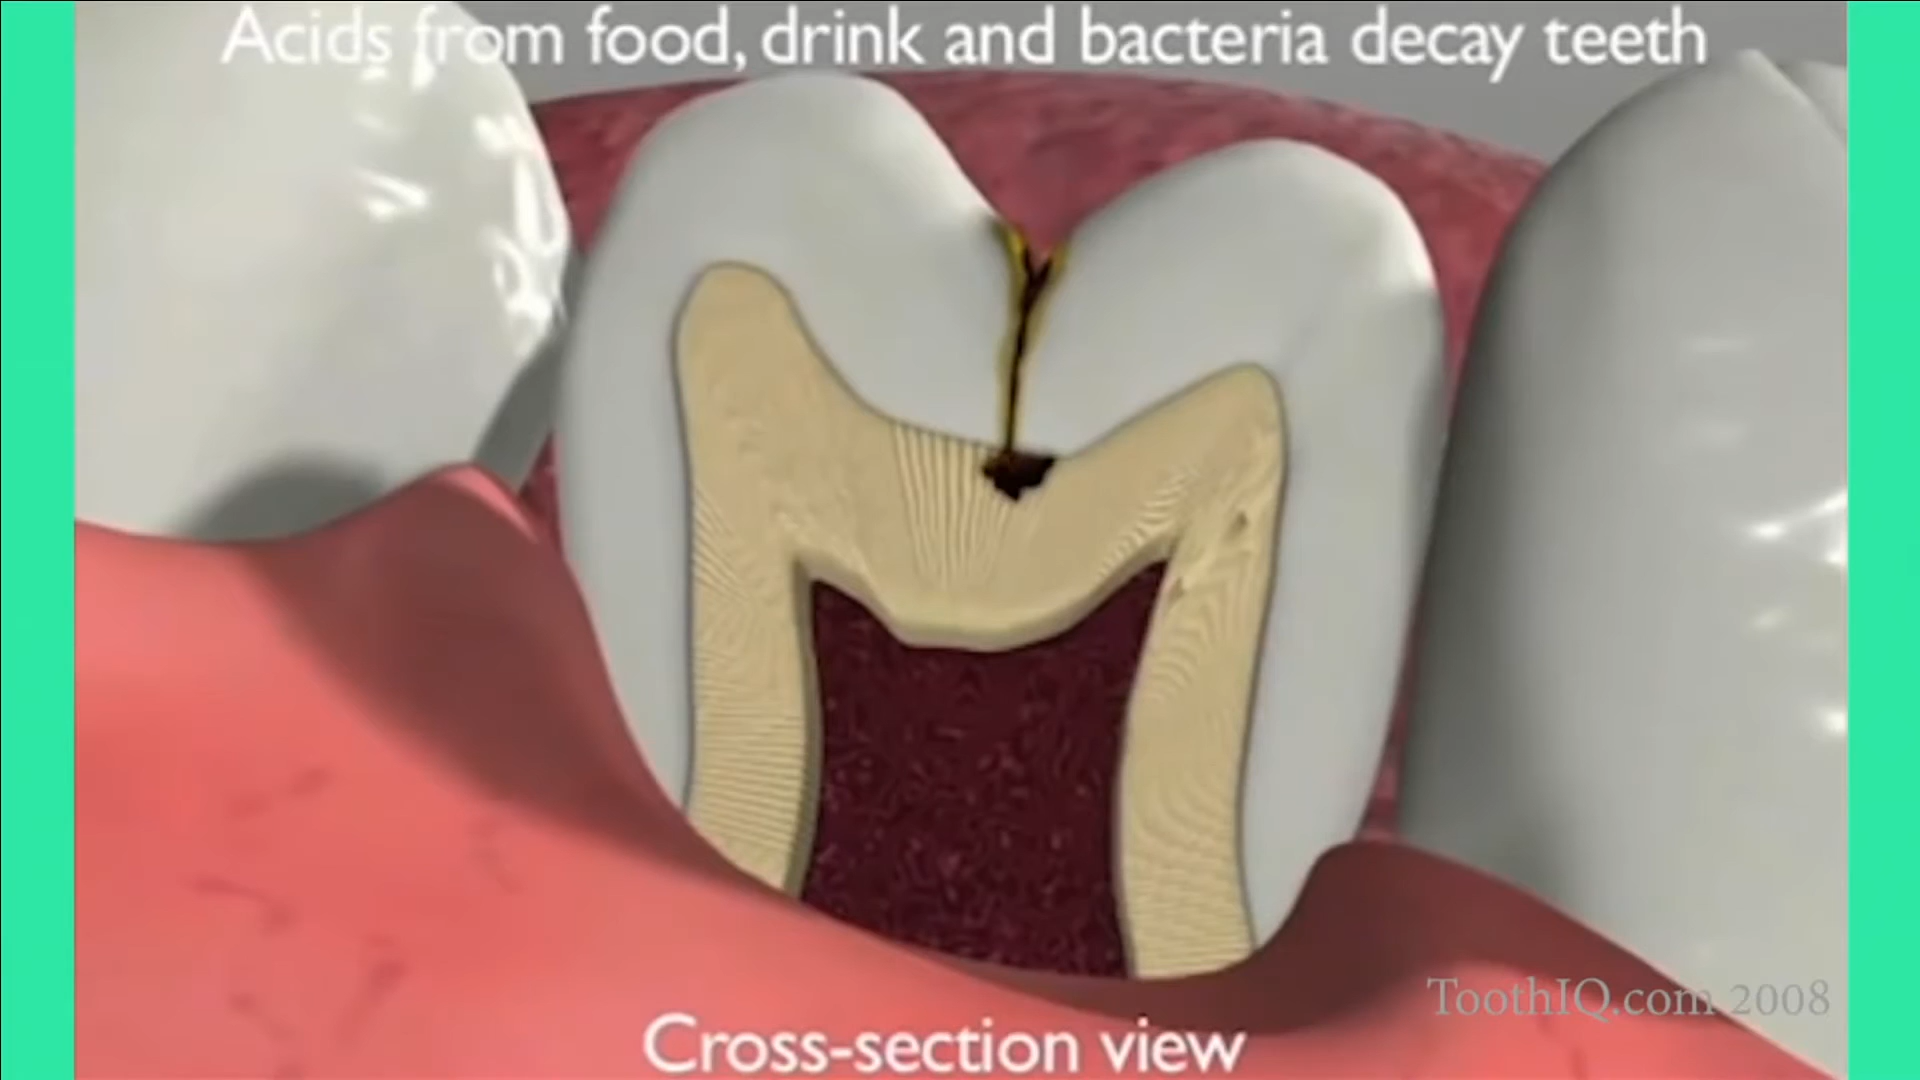 Acids from food, drink and bacteria decay teeth
ToothIQ.com 2008
Cross-section view